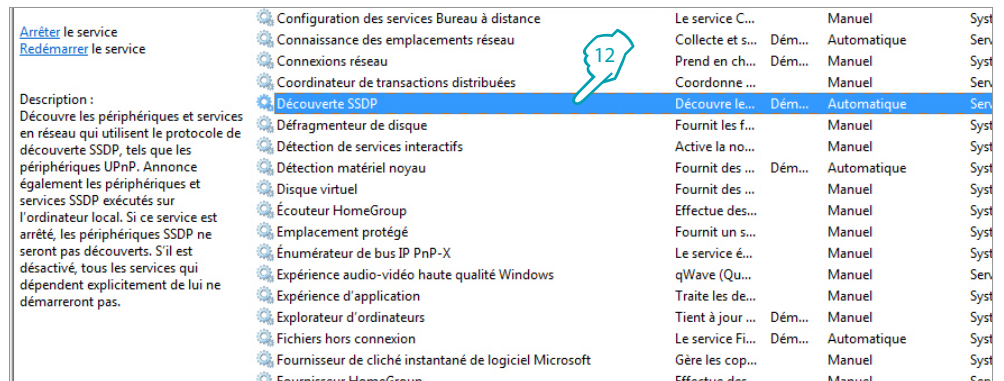 Arrêter le service
Redémarrer le service
Description :
Découvre les périphériques et services
en réseau qui utilisent le protocole de
découverte SSDP, tels que les
périphériques UPnP. Annonce
également les périphériques et
services SSDP exécutés sur
l'ordinateur local. Si ce service est
arrêté, les périphériques SSDP ne
seront pas découverts. S'il est
désactivé, tous les services qui
dépendent explicitement de lui ne
démarreront pas.
Configuration des services Bureau à distance Le service C... Manuel Syst
Connaissance des emplacements réseau Collecte et s... Dém... Automatique Serv
Connexions réseau Prend en ch... Dém... Manuel Syst
Coordinateur de transactions distribuées Coordonne ... Manuel Serv
Découverte SSDP Découvre le... Dém... Automatique Serv
Défragmenteur de disque Fournit les f... Manuel Syst
Détection de services interactifs Active la no... Manuel Syst
Détection matériel noyau Fournit des ... Dém... Automatique Syst
Disque virtuel Fournit des ... Manuel Syst
Écouteur HomeGroup Effectue des... Manuel Syst
Emplacement protégé Fournit un s... Manuel Syst
Énumérateur de bus IP PnP-X Le service é... Manuel Syst
Expérience audio-vidéo haute qualité Windows qWave (Qu... Manuel Serv
Expérience d'application Traite les de... Manuel Syst
Explorateur d'ordinateurs Tient à jour ... Dém... Manuel Syst
Fichiers hors connexion Le service Fi... Dém... Automatique Syst
Fournisseur de cliché instantané de logiciel Microsoft Gère les cop... Manuel Syst
Fournisseur HomeGroup Effectue des Manuel
12